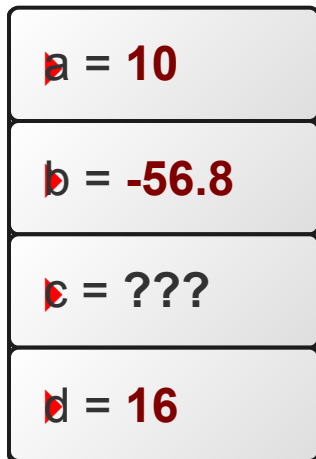 a = 10
b = -56.8
c = ???
d = 16